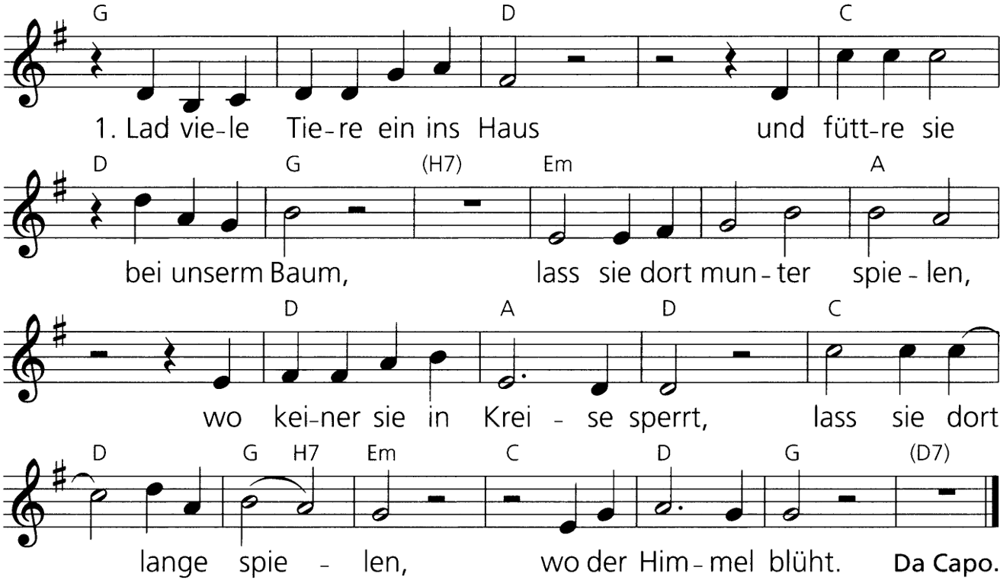 G D C
1. Lad vie-le Tie-re ein ins Haus und fütt-re sie
D G (H7) Em A
bei unserm Baum, lass sie dort mun-ter spie-len,
D A D C
wo kei-ner sie in Krei-se sperrt, lass sie dort
D G H7 Em C D G (D7)
lange spie-len, wo der Him-mel blüht. Da Capo.